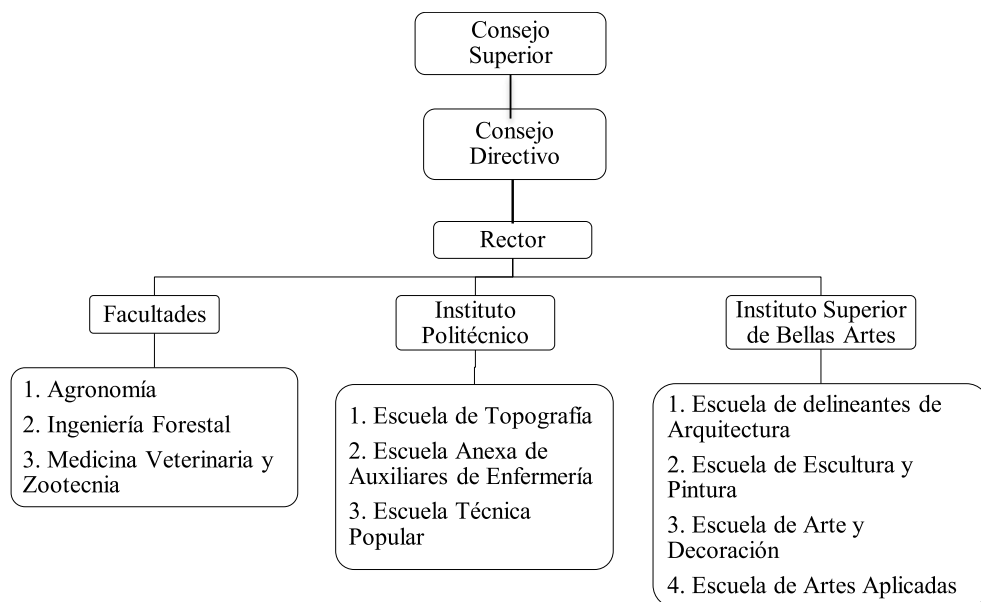 Consejo
Superior
Consejo
Directivo
Rector
Facultades
1. Agronomía
2. Ingeniería Forestal
3. Medicina Veterinaria y
Zootecnia
Instituto
Politécnico
1. Escuela de Topografía
2. Escuela Anexa de
Auxiliares de Enfermería
3. Escuela Técnica
Popular
Instituto Superior
de Bellas Artes
1. Escuela de delineantes de
Arquitectura
2. Escuela de Escultura y
Pintura
3. Escuela de Arte y
Decoración
4. Escuela de Artes Aplicadas